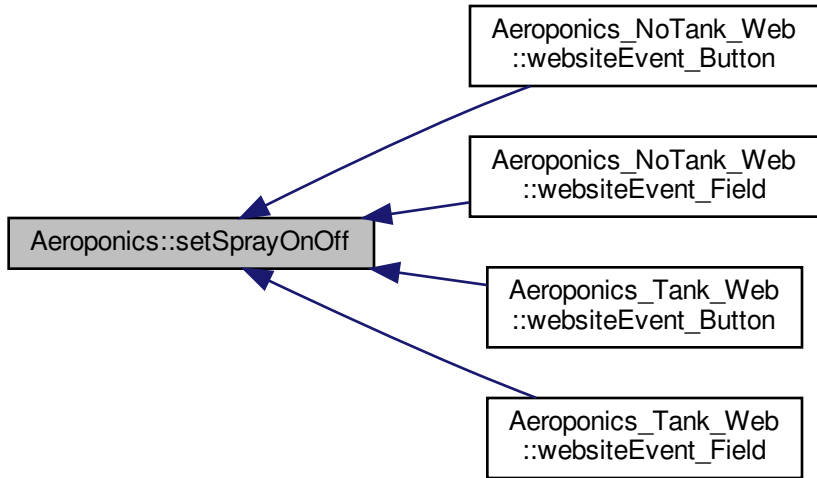 Aeroponics_NoTank_Web
::websiteEvent_Button
Aeroponics_NoTank_Web
::websiteEvent_Field
Aeroponics::setSprayOnOff
Aeroponics_Tank_Web
::websiteEvent_Button
Aeroponics_Tank_Web
::websiteEvent_Field